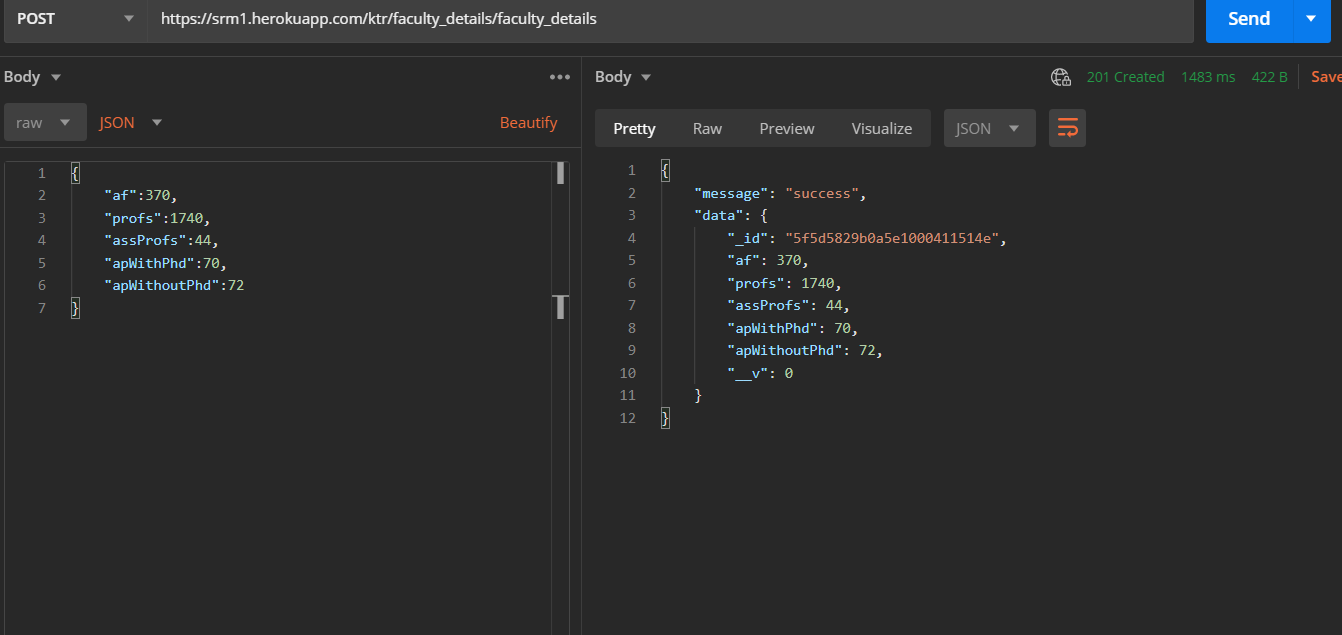 POST https://srm1.herokuapp.com/ktr/faculty_details/faculty_details Send
Body
raw JSON Beautify
1 {
2 "af":370,
3 "profs":1740,
4 "assProfs":44,
5 "apWithPhd":70,
6 "apWithoutPhd":72
7 }
Body 201 Created 1483 ms 422 B Save
Pretty Raw Preview Visualize JSON
1 {
2 "message": "success",
3 "data": {
4 "_id": "5f5d5829b0a5e1000411514e",
5 "af": 370,
6 "profs": 1740,
7 "assProfs": 44,
8 "apWithPhd": 70,
9 "apWithoutPhd": 72,
10 "__v": 0
11 }
12 }